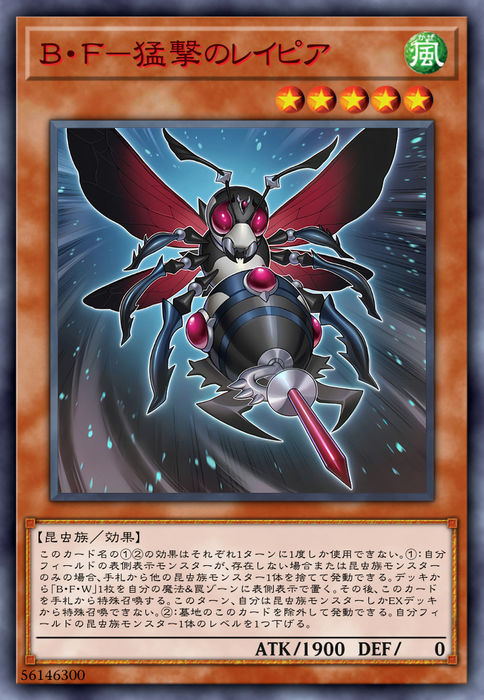 B・F－猛撃のレイピア
かぜ
風
【昆虫族／効果】
このカード名の①②の効果はそれぞれ1ターンに1度しか使用できない。①：自分
フィールドの表側表示モンスターが、存在しない場合または昆虫族モンスター
のみの場合、手札から他の昆虫族モンスター1体を捨てて発動できる。デッキから
「B・F・W」1枚を自分の魔法&罠ゾーンに表側表示で置く。その後、このカード
を手札から特殊召喚する。このターン、自分は昆虫族モンスターしかEXデッキ
から特殊召喚できない。②：墓地のこのカードを除外して発動できる。自分フィ
ールドの昆虫族モンスター1体のレベルを1つ下げる。
ATK/1900 DEF/ 0
56146300